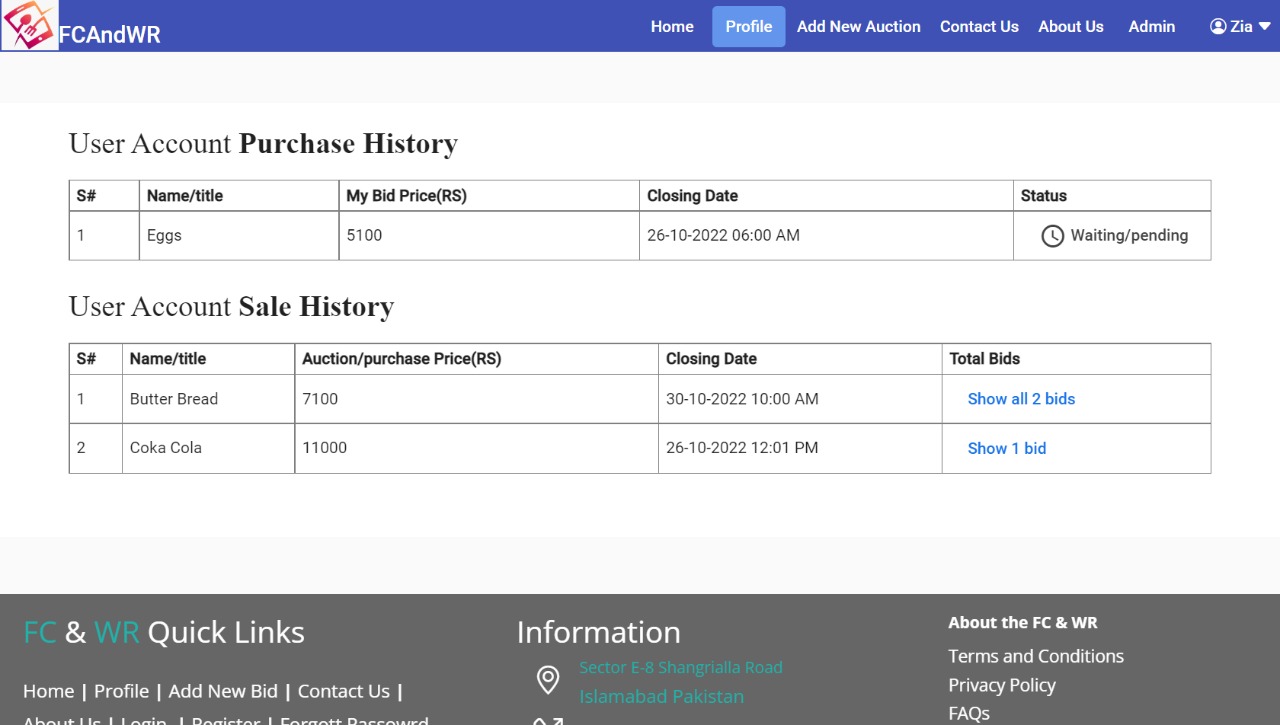 FCAndWR
Home Profile Add New Auction Contact Us About Us Admin Zia
User Account Purchase History
S# Name/title My Bid Price(RS) Closing Date Status
1 Eggs 5100 26-10-2022 06:00 AM Waiting/pending
User Account Sale History
S# Name/title Auction/purchase Price(RS) Closing Date Total Bids
1 Butter Bread 7100 30-10-2022 10:00 AM Show all 2 bids
2 Coka Cola 11000 26-10-2022 12:01 PM Show 1 bid
FC & WR Quick Links
Home | Profile | Add New Bid | Contact Us |
About Us | Login | Register | Forgott Passowrd
Information
Sector E-8 Shangrialla Road
Islamabad Pakistan
About the FC & WR
Terms and Conditions
Privacy Policy
FAQs